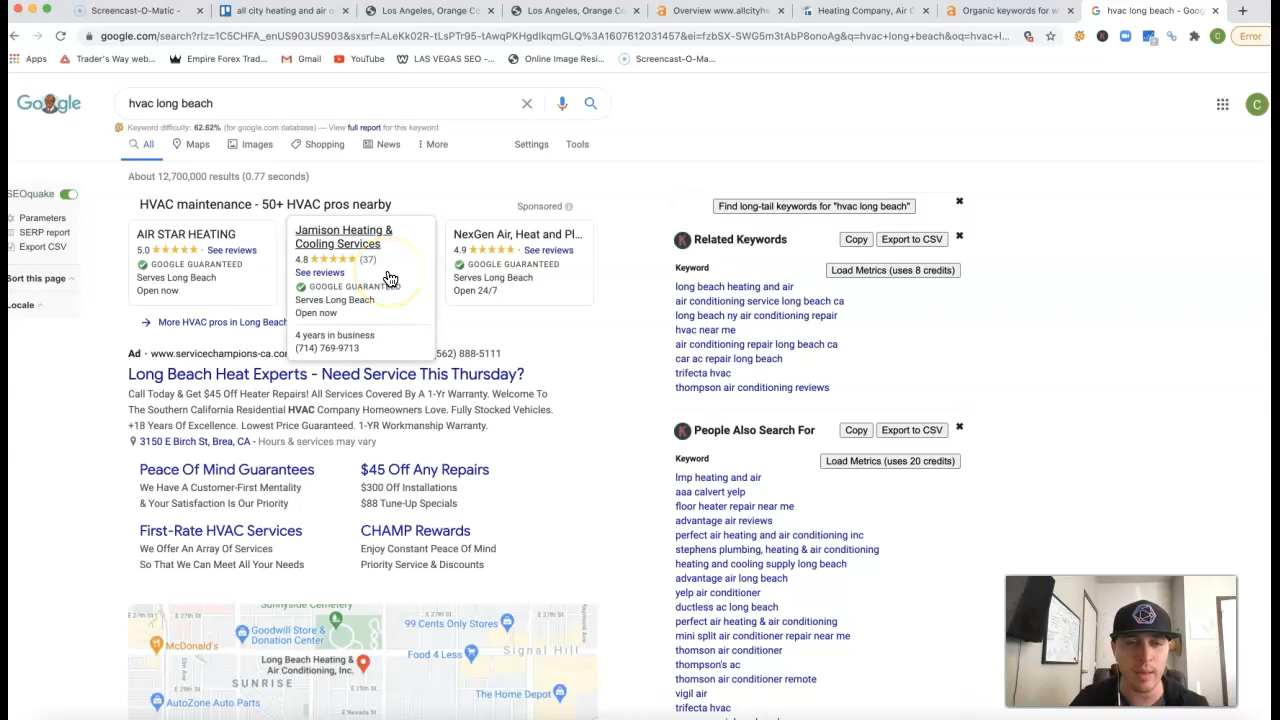 Screencast-O-Matic -
all city heating and air c
Los Angeles, Orange Co
Los Angeles, Orange Co
Overview www.allcityhe
Heating Company, Air C
Organic keywords for w
hvac long beach - Goog
google.com/search?rlz=1C5CHFA_enUS903US903&sxsrf=ALeKk02R-tLsPTr95-tAwqPKHgdIkqmGLQ%3A1607612031457&ei=fzbSX-SWG5m3tAbP8onoAg&q=hvac+long+beach&oq=hvac+l...
Error
Apps
Trader's Way web...
Empire Forex Trad...
Gmail
YouTube
LAS VEGAS SEO -...
Online Image Resi...
Screencast-O-Ma...
hvac long beach
C
Keyword difficulty: 62.62% (for google.com database) — View full report for this keyword
All
Maps
Images
Shopping
News
More
Settings
Tools
About 12,700,000 results (0.77 seconds)
SEOquake
Parameters
SERP report
Export CSV
Sort this page
Locale
HVAC maintenance - 50+ HVAC pros nearby
Sponsored
AIR STAR HEATING
5.0 ★★★★★ · See reviews
GOOGLE GUARANTEED
Serves Long Beach
Open now
Jamison Heating &
Cooling Services
4.8 ★★★★★ (37)
See reviews
GOOGLE GUARANTEED
Serves Long Beach
Open now
4 years in business
(714) 769-9713
NexGen Air, Heat and Pl...
4.9 ★★★★★ · See reviews
GOOGLE GUARANTEED
Serves Long Beach
Open 24/7
More HVAC pros in Long Beach
Ad · www.servicechampions-ca.com
(562) 888-5111
Long Beach Heat Experts - Need Service This Thursday?
Call Today & Get $45 Off Heater Repairs! All Services Covered By A 1-Yr Warranty. Welcome To
The Southern California Residential HVAC Company Homeowners Love. Fully Stocked Vehicles.
+18 Years Of Excellence. Lowest Price Guaranteed. 1-YR Workmanship Warranty.
3150 E Birch St, Brea, CA - Hours & services may vary
Peace Of Mind Guarantees
We Have A Customer-First Mentality
& Your Satisfaction Is Our Priority
$45 Off Any Repairs
$300 Off Installations
$88 Tune-Up Specials
First-Rate HVAC Services
We Offer An Array Of Services
So That We Can Meet All Your Needs
CHAMP Rewards
Enjoy Constant Peace Of Mind
Priority Service & Discounts
E 27th St
E 27th St
Sunnyside Cemetery
E 27th St
McDonald's
Goodwill Store &
Donation Center
99 Cents Only Stores
Food 4 Less
Signal Hill
Long Beach Heating &
Air Conditioning, Inc.
SUNRISE
E 25th St
The Home Depot
AutoZone Auto Parts
E Nevada St
Find long-tail keywords for "hvac long beach"
K Related Keywords
Copy
Export to CSV
Keyword
Load Metrics (uses 8 credits)
long beach heating and air
air conditioning service long beach ca
long beach ny air conditioning repair
hvac near me
air conditioning repair long beach ca
car ac repair long beach
trifecta hvac
thompson air conditioning reviews
K People Also Search For
Copy
Export to CSV
Keyword
Load Metrics (uses 20 credits)
lmp heating and air
aaa calvert yelp
floor heater repair near me
advantage air reviews
perfect air heating and air conditioning inc
stephens plumbing, heating & air conditioning
heating and cooling supply long beach
advantage air long beach
yelp air conditioner
ductless ac long beach
perfect air heating & air conditioning
mini split air conditioner repair near me
thomson air conditioner
thompson's ac
thomson air conditioner remote
vigil air
trifecta hvac